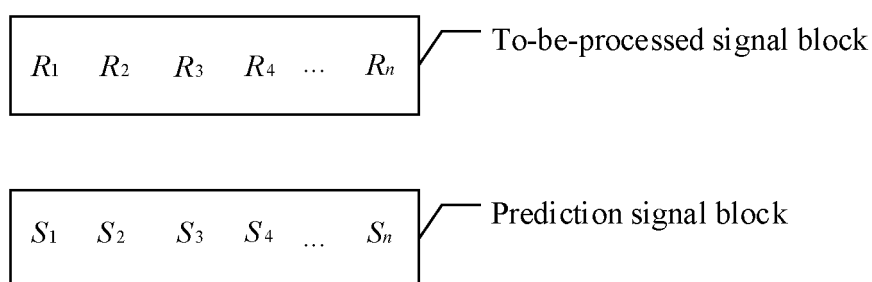 R1 R2 R3 R4 ... Rn
To-be-processed signal block
S1 S2 S3 S4 ... Sn
Prediction signal block